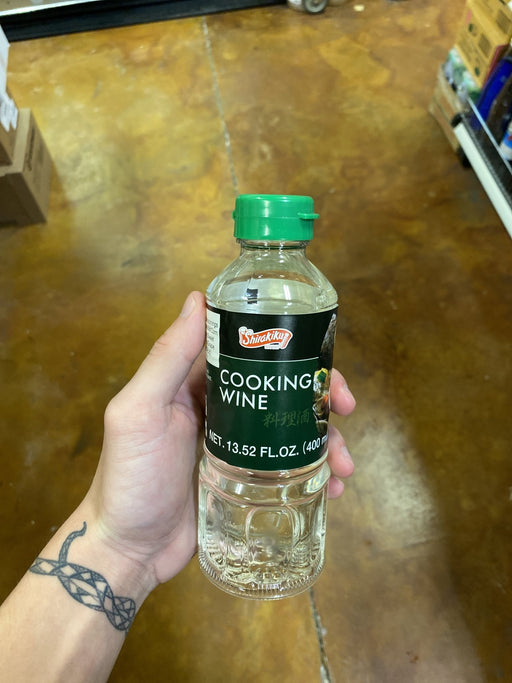 Shirakiku
COOKING
WINE
料理酒
NET. 13.52 FL.OZ. (400 m